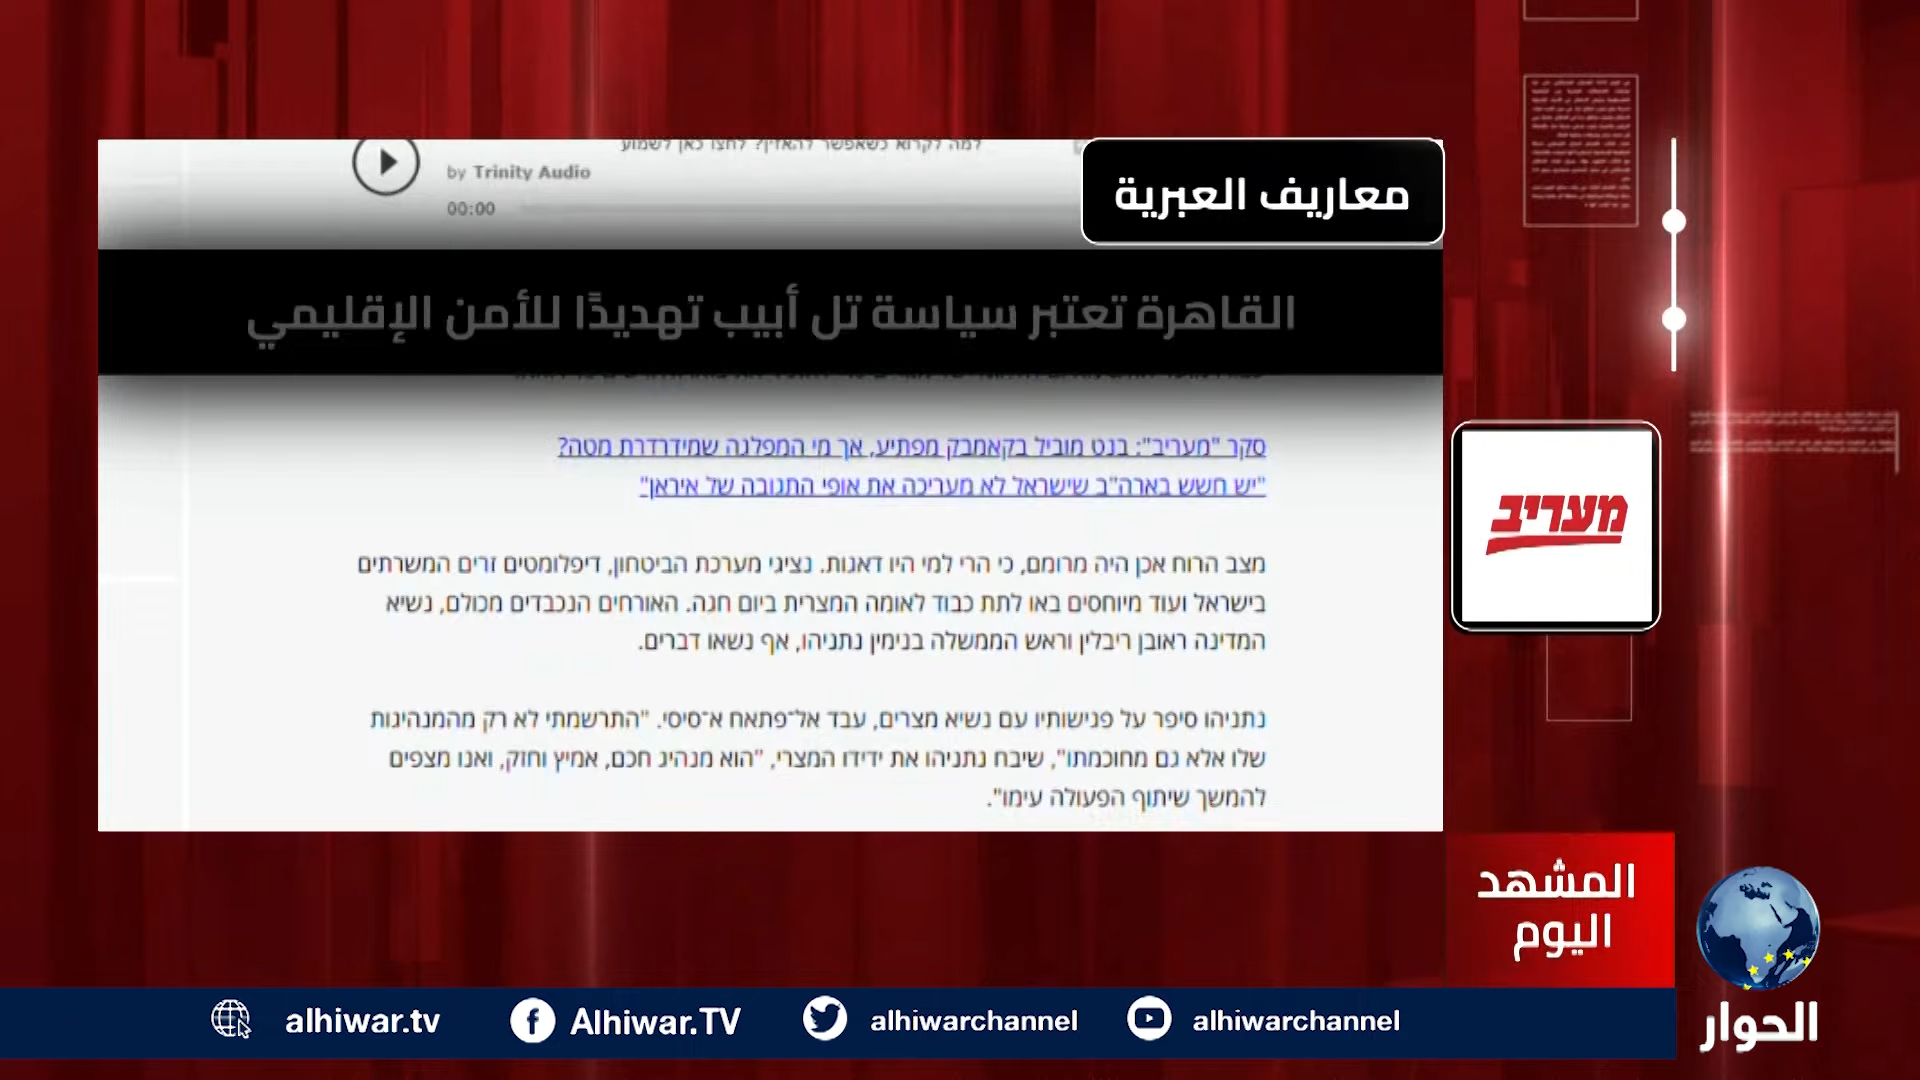 למה לקרוא כשאפשר להאזין? לחצו כאן לשמוע
by Trinity Audio
00:00
معاريف العبرية
القاهرة تعتبر سياسة تل أبيب تهديدًا للأمن الإقليمي
סקר "מעריב": בנט מוביל בקאמבק מפתיע, אך מי המפלגה שמידרדרת מטה?
"יש חשש בארה"ב שישראל לא מעריכה את אופי התגובה של איראן"
מצב הרוח אכן היה מרומם, כי הרי למי היו דאגות. נציגי מערכת הביטחון, דיפלומטים זרים המשרתים
בישראל ועוד מיוחסים באו לתת כבוד לאומה המצרית ביום חגה. האורחים הנכבדים מכולם, נשיא
המדינה ראובן ריבלין וראש הממשלה בנימין נתניהו, אף נשאו דברים.
נתניהו סיפר על פגישותיו עם נשיא מצרים, עבד אל־פתאח א־סיסי. "התרשמתי לא רק מהמנהיגות
שלו אלא גם מחוכמתו", שיבח נתניהו את ידידו המצרי, "הוא מנהיג חכם, אמיץ וחזק, ואנו מצפים
להמשך שיתוף הפעולה עימו".
מעריב
المشهد
اليوم
الحوار
alhiwar.tv
Alhiwar.TV
alhiwarchannel
alhiwarchannel